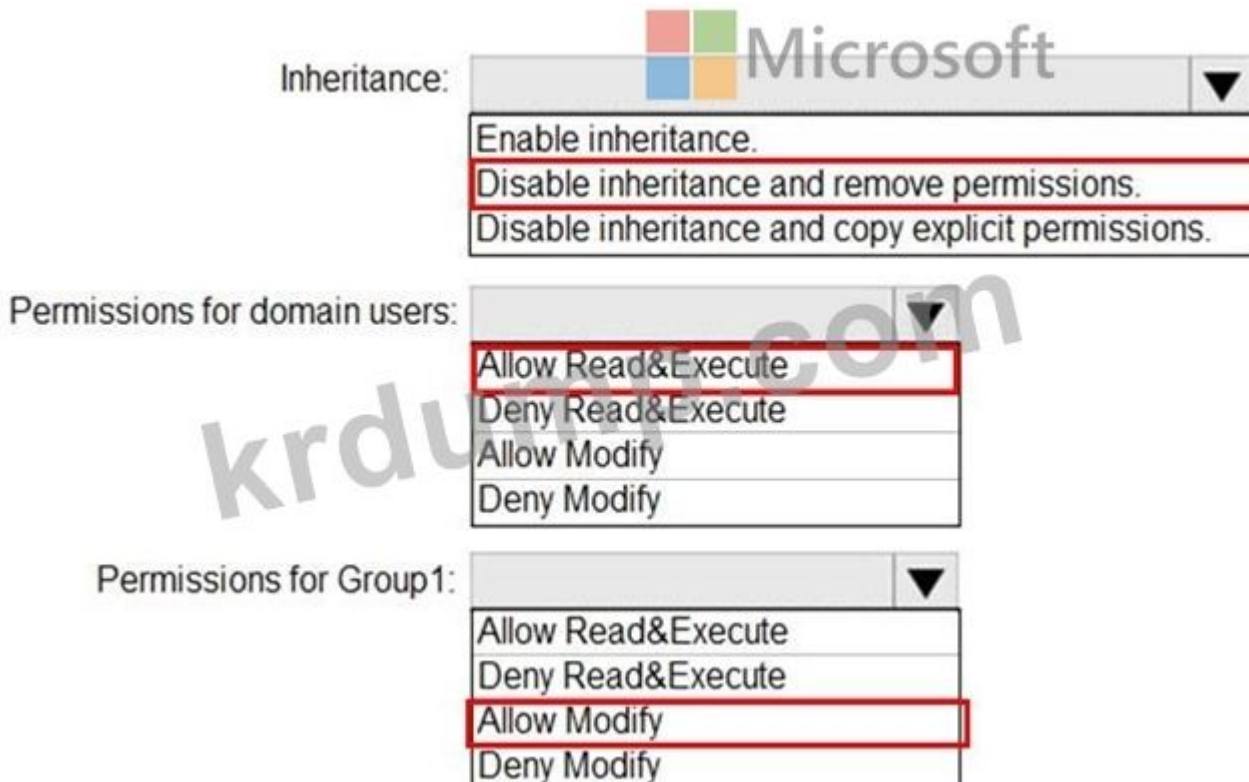 Microsoft
Inheritance:
Enable inheritance.
Disable inheritance and remove permissions.
Disable inheritance and copy explicit permissions.
Permissions for domain users:
Allow Read&Execute
Deny Read&Execute
Allow Modify
Deny Modify
krdump.com
Permissions for Group1:
Allow Read&Execute
Deny Read&Execute
Allow Modify
Deny Modify